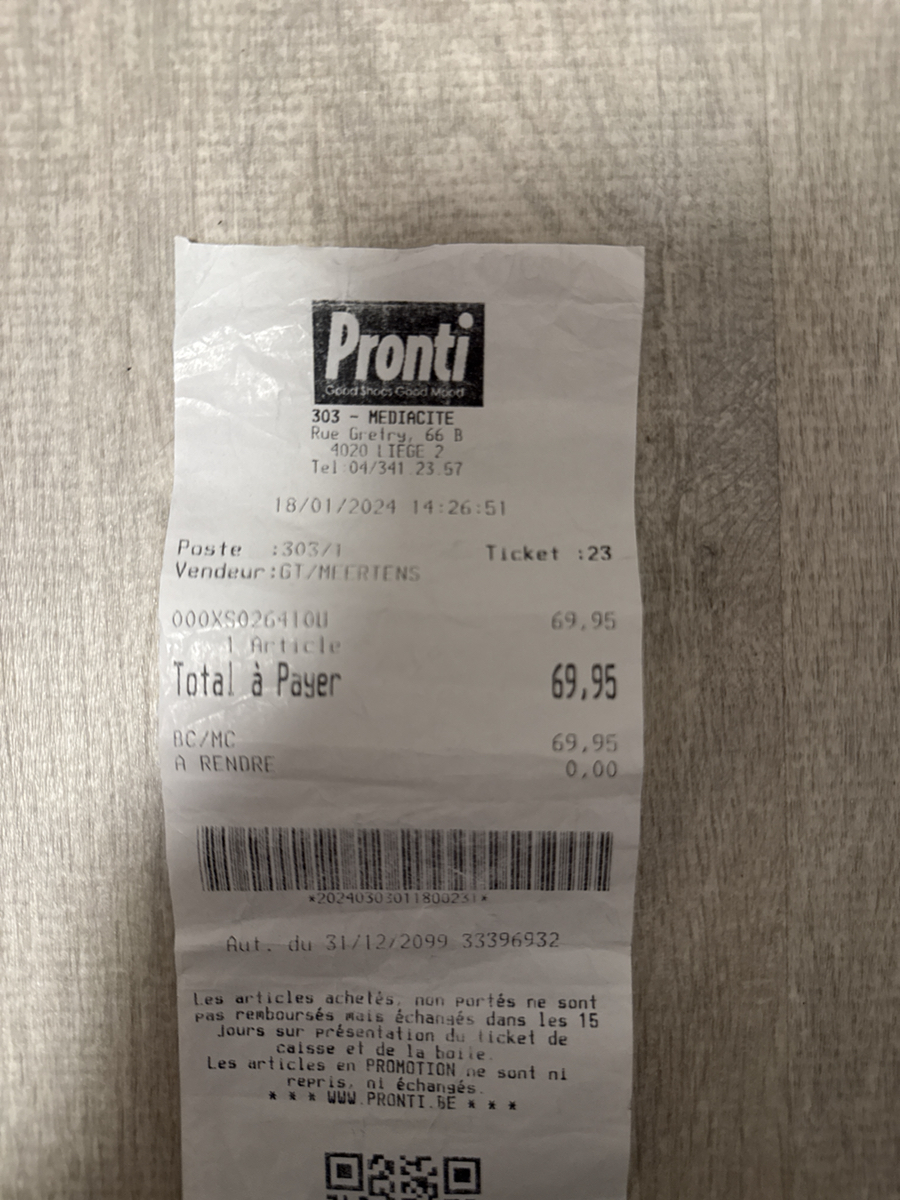 Pronti
Good Shoes Good Mood
303 - MEDIACITE
Rue Gretry, 66 B
4020 LIEGE 2
Tel:04/341.23.57
18/01/2024 14:26:51
Poste :303/1 Ticket :23
Vendeur:GT/MEERTENS
000XS026410U 69,95
1 Article
Total à Payer 69,95
BC/MC 69,95
A RENDRE 0,00
*20240303011800231*
Aut. du 31/12/2099 33396932
Les articles achetés, non portés ne sont
pas remboursés mais échangés dans les 15
jours sur présentation du ticket de
caisse et de la boite.
Les articles en PROMOTION ne sont ni
repris, ni échangés.
* * * WWW.PRONTI.BE * * *